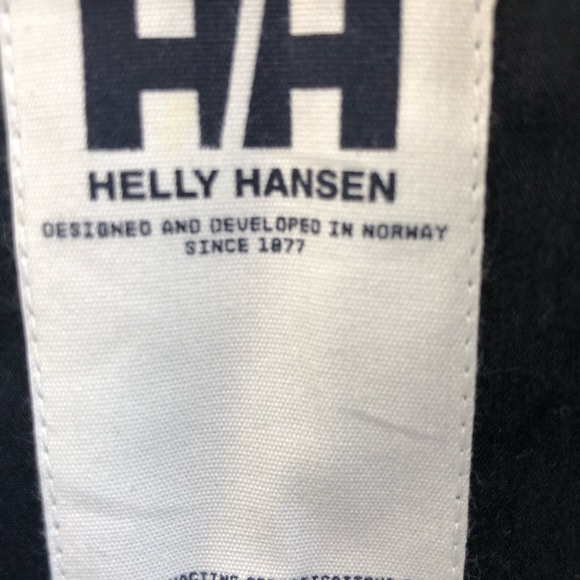 HH
HELLY HANSEN
DESIGNED AND DEVELOPED IN NORWAY
SINCE 1877